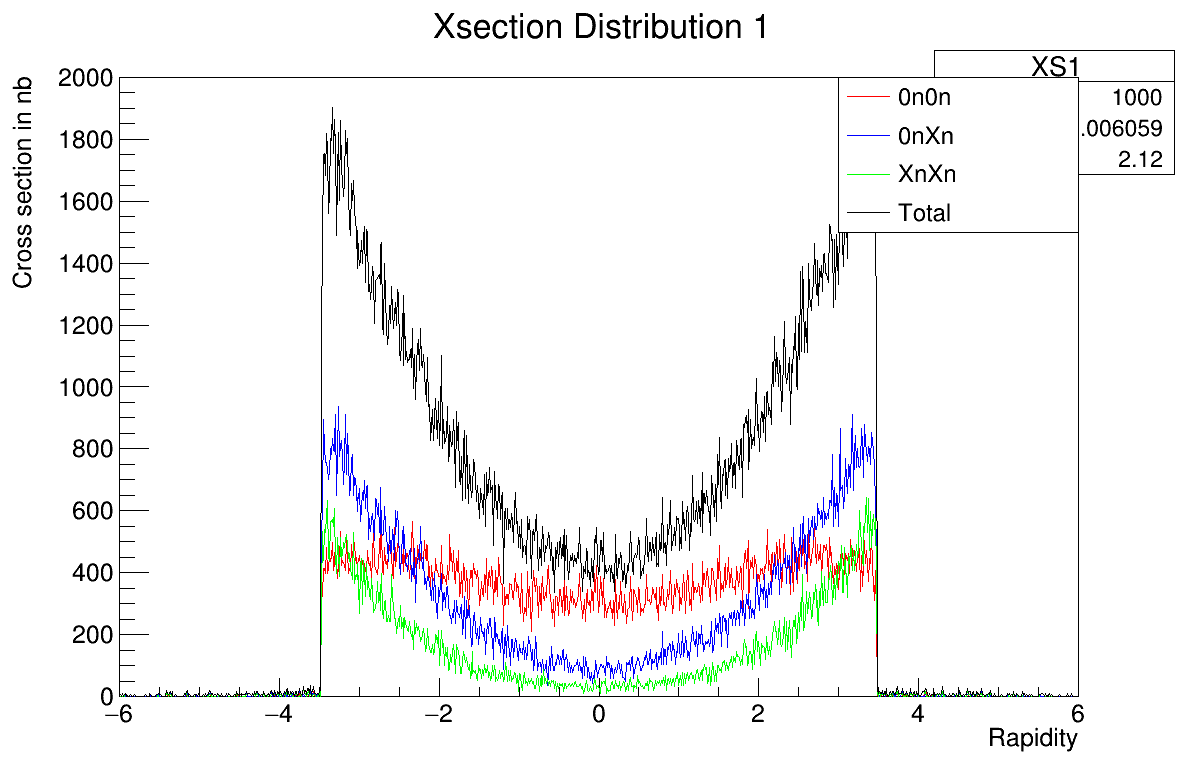 Xsection Distribution 1
XS1
1000
.006059
2.12
0n0n
0nXn
XnXn
Total
Cross section in nb
2000
1800
1600
1400
1200
1000
800
600
400
200
0
−6 −4 −2 0 2 4 6
Rapidity